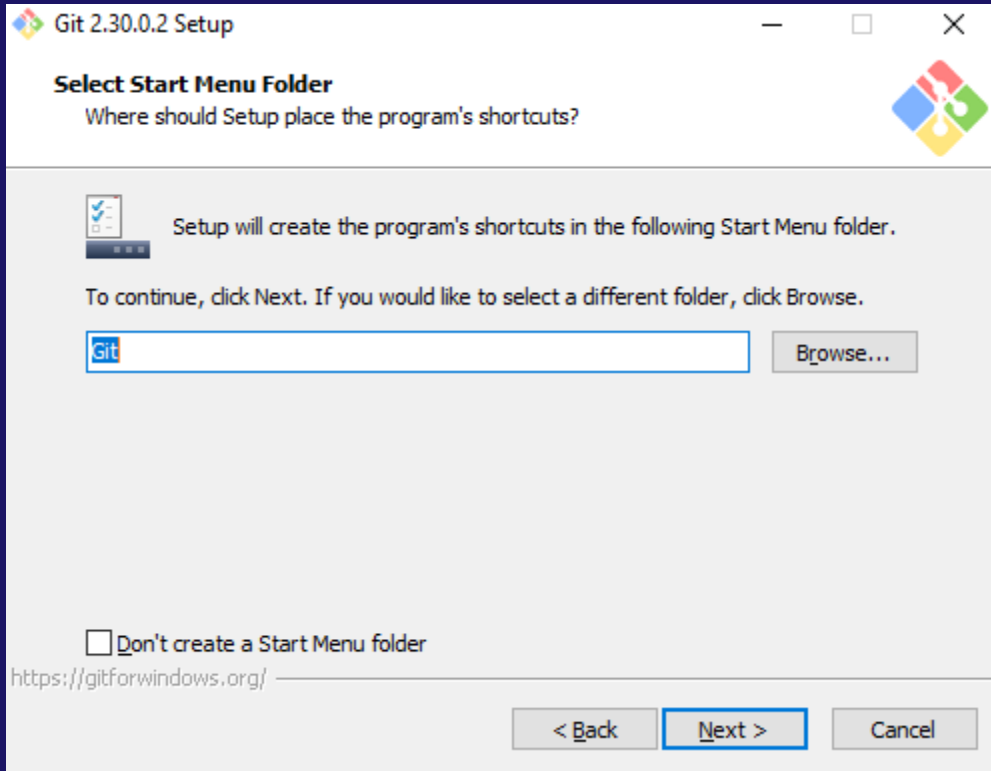 Git 2.30.0.2 Setup
Select Start Menu Folder
Where should Setup place the program's shortcuts?
Setup will create the program's shortcuts in the following Start Menu folder.
To continue, click Next. If you would like to select a different folder, click Browse.
Git
Browse...
Don't create a Start Menu folder
https://gitforwindows.org/
< Back
Next >
Cancel